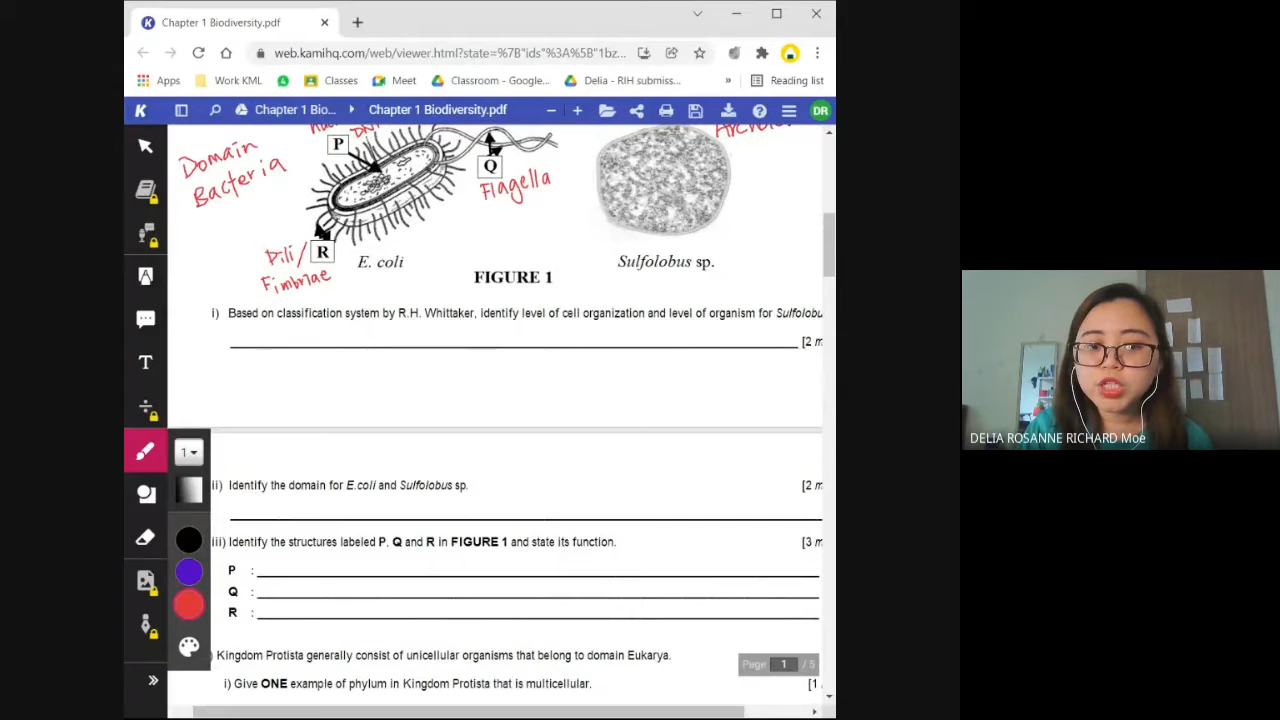 Chapter 1 Biodiversity.pdf
web.kamihq.com/web/viewer.html?state=%7B"ids"%3A%5B"1bz...
Apps Work KML Classes Meet Classroom - Google... Delia - RIH submiss... » Reading list
K Chapter 1 Bio... Chapter 1 Biodiversity.pdf DR
Domain
Bacteria
P
Q
Flagella
R
Pili/
Fimbriae
E. coli
Sulfolobus sp.
FIGURE 1
i) Based on classification system by R.H. Whittaker, identify level of cell organization and level of organism for Sulfolobu
[2 m
ii) Identify the domain for E.coli and Sulfolobus sp. [2 m
iii) Identify the structures labeled P, Q and R in FIGURE 1 and state its function. [3 m
P :
Q :
R :
) Kingdom Protista generally consist of unicellular organisms that belong to domain Eukarya.
Page 1 / 5
i) Give ONE example of phylum in Kingdom Protista that is multicellular. [1
1
T
A
DELIA ROSANNE RICHARD Moe